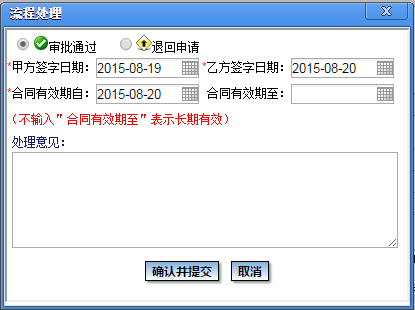 流程处理 X
审批通过 退回申请
*甲方签字日期： 2015-08-19 *乙方签字日期： 2015-08-20
*合同有效期自： 2015-08-20 合同有效期至：
（不输入"合同有效期至"表示长期有效）
处理意见：
确认并提交 取消